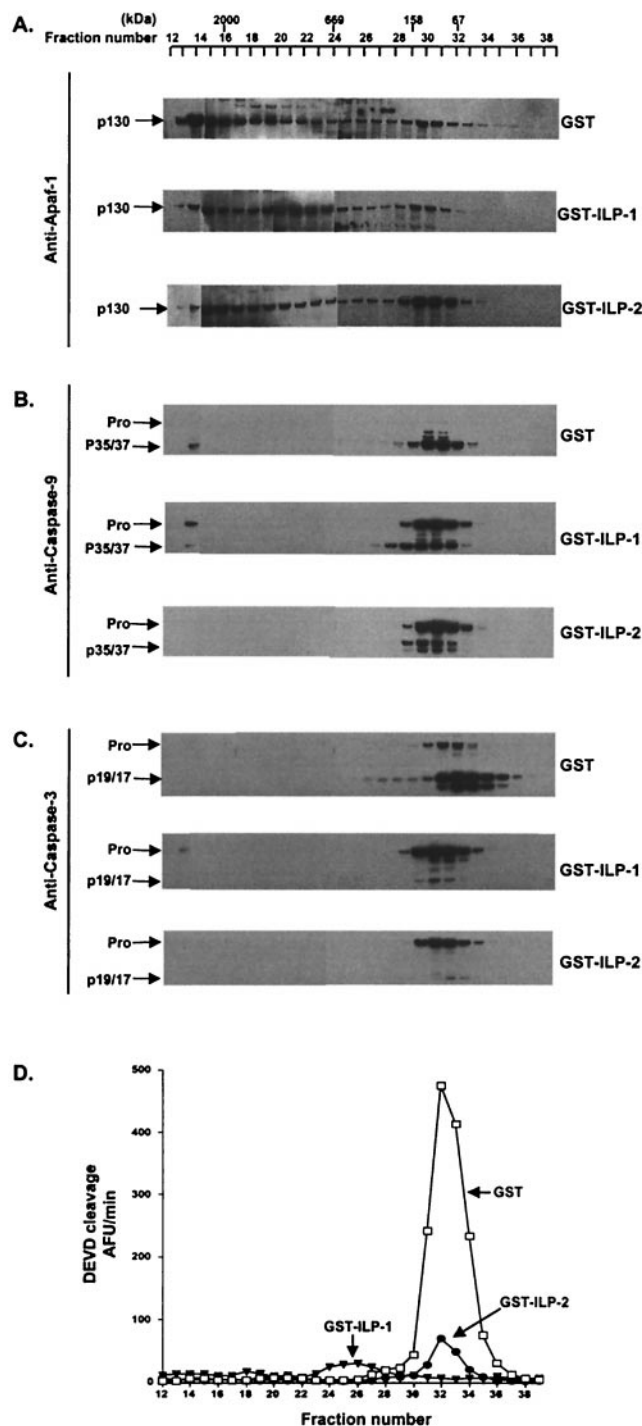 A.
(kDa) 2000 669 158 67
Fraction number
12 14 16 18 20 22 24 26 28 30 32 34 36 38
Anti-Apaf-1
p130 GST
p130 GST-ILP-1
p130 GST-ILP-2
B.
Anti-Caspase-9
Pro
P35/37 GST
Pro
P35/37 GST-ILP-1
Pro
p35/37 GST-ILP-2
C.
Anti-Caspase-3
Pro
p19/17 GST
Pro
p19/17 GST-ILP-1
Pro
p19/17 GST-ILP-2
D.
DEVD cleavage
AFU/min
500
400
300
200
100
0
GST
GST-ILP-2
GST-ILP-1
12 14 16 18 20 22 24 26 28 30 32 34 36 38
Fraction number